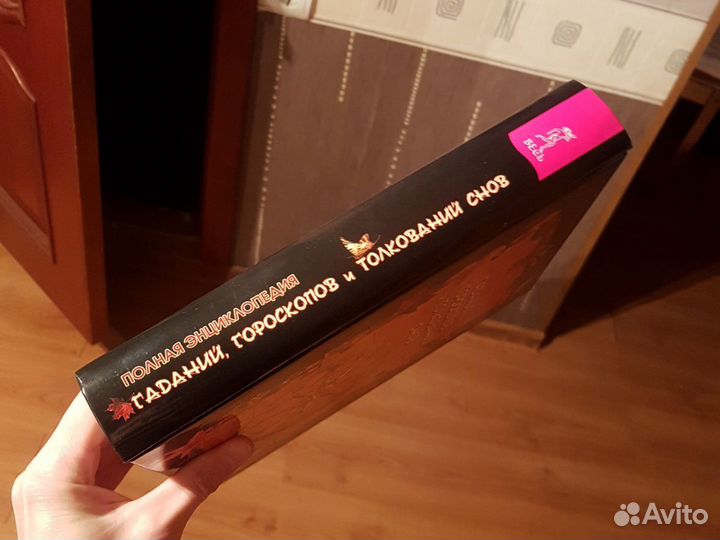 ПОЛНАЯ ЭНЦИКЛОПЕДИЯ
ГАДАНИЙ, ГОРОСКОПОВ и ТОЛКОВАНИЙ СНОВ
ВЕСЬ
Avito